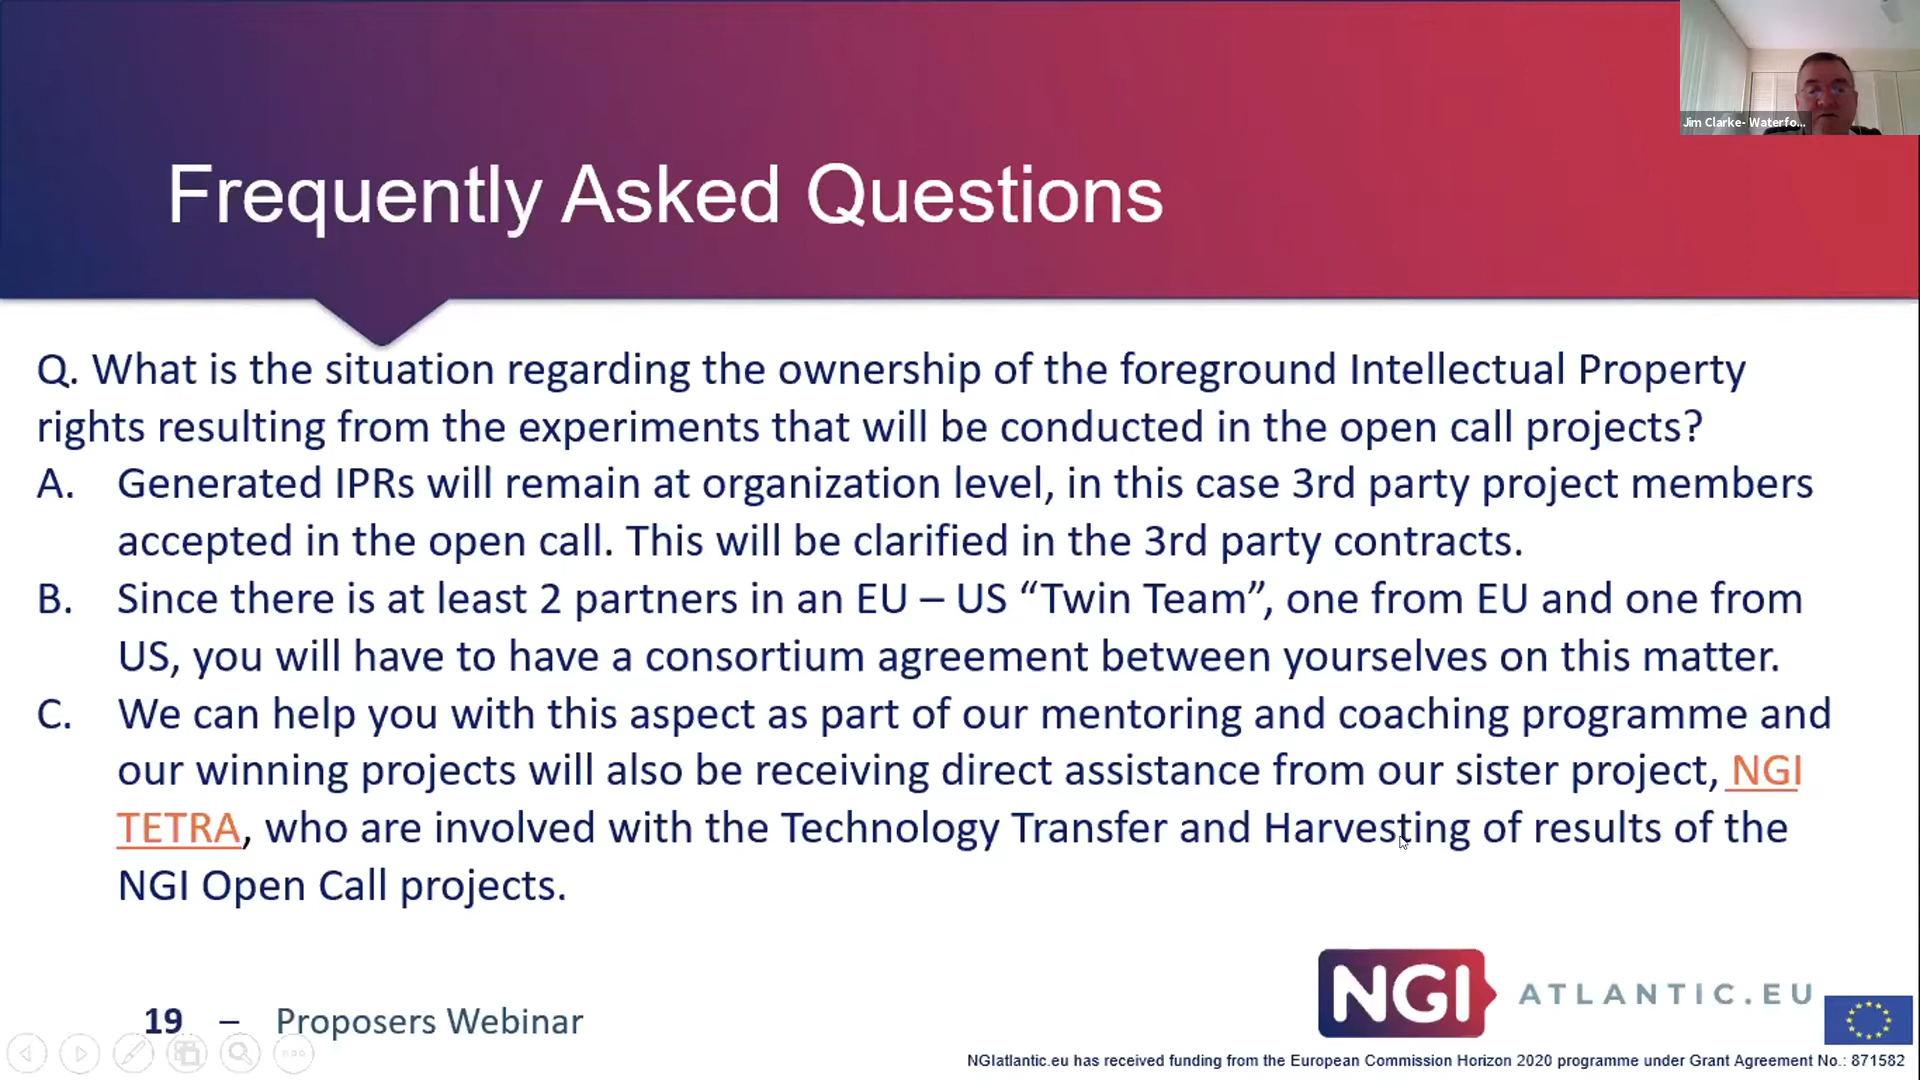 Jim Clarke- Waterfo...
Frequently Asked Questions
Q. What is the situation regarding the ownership of the foreground Intellectual Property
rights resulting from the experiments that will be conducted in the open call projects?
A. Generated IPRs will remain at organization level, in this case 3rd party project members
accepted in the open call. This will be clarified in the 3rd party contracts.
B. Since there is at least 2 partners in an EU – US “Twin Team”, one from EU and one from
US, you will have to have a consortium agreement between yourselves on this matter.
C. We can help you with this aspect as part of our mentoring and coaching programme and
our winning projects will also be receiving direct assistance from our sister project, NGI
TETRA, who are involved with the Technology Transfer and Harvesting of results of the
NGI Open Call projects.
NGI ATLANTIC.EU
19 – Proposers Webinar
NGIatlantic.eu has received funding from the European Commission Horizon 2020 programme under Grant Agreement No.: 871582